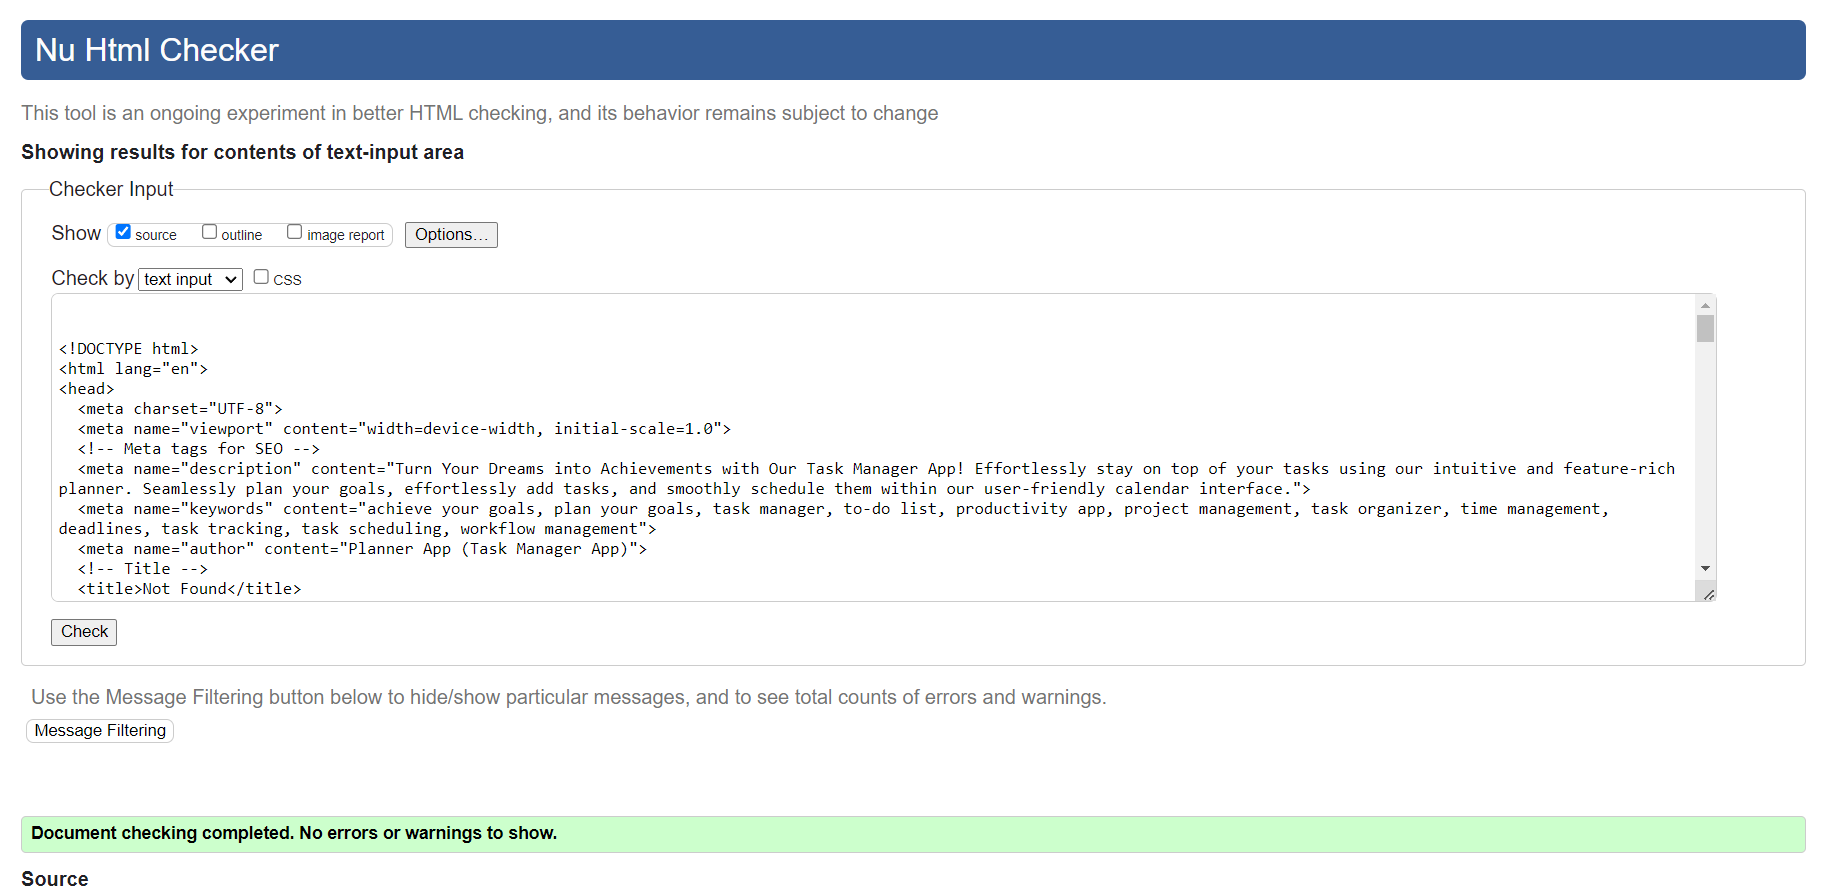 Nu Html Checker
This tool is an ongoing experiment in better HTML checking, and its behavior remains subject to change
Showing results for contents of text-input area
Checker Input
Show source outline image report Options...
Check by text input CSS
<!DOCTYPE html>
<html lang="en">
<head>
  <meta charset="UTF-8">
  <meta name="viewport" content="width=device-width, initial-scale=1.0">
  <!-- Meta tags for SEO -->
  <meta name="description" content="Turn Your Dreams into Achievements with Our Task Manager App! Effortlessly stay on top of your tasks using our intuitive and feature-rich
planner. Seamlessly plan your goals, effortlessly add tasks, and smoothly schedule them within our user-friendly calendar interface.">
  <meta name="keywords" content="achieve your goals, plan your goals, task manager, to-do list, productivity app, project management, task organizer, time management,
deadlines, task tracking, task scheduling, workflow management">
  <meta name="author" content="Planner App (Task Manager App)">
  <!-- Title -->
  <title>Not Found</title>
Check
Use the Message Filtering button below to hide/show particular messages, and to see total counts of errors and warnings.
Message Filtering
Document checking completed. No errors or warnings to show.
Source